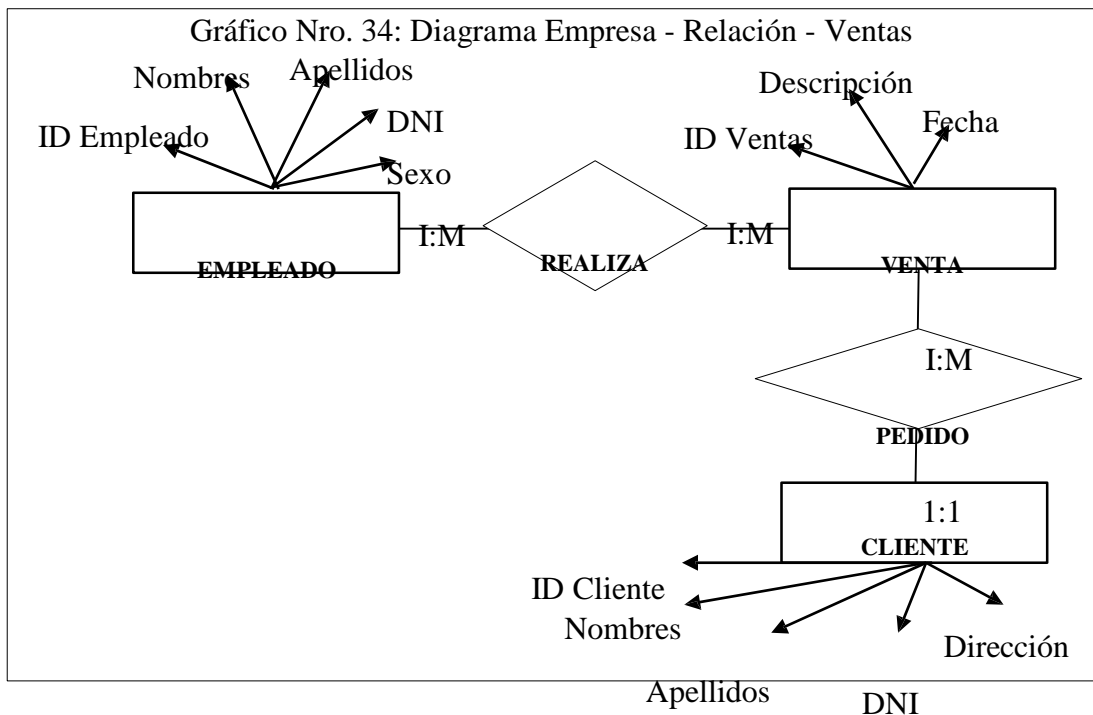 Gráfico Nro. 34: Diagrama Empresa - Relación - Ventas
Nombres
Apellidos
ID Empleado
DNI
Sexo
Descripción
ID Ventas
Fecha
EMPLEADO
I:M
REALIZA
I:M
VENTA
I:M
PEDIDO
1:1
CLIENTE
ID Cliente
Nombres
Apellidos
DNI
Dirección